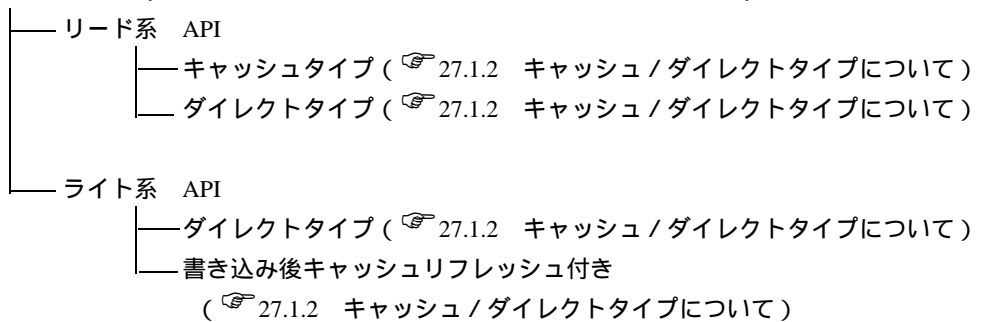 リード系 API
キャッシュタイプ ( ☞ 27.1.2 キャッシュ / ダイレクトタイプについて )
ダイレクトタイプ ( ☞ 27.1.2 キャッシュ / ダイレクトタイプについて )
ライト系 API
ダイレクトタイプ ( ☞ 27.1.2 キャッシュ / ダイレクトタイプについて )
書き込み後キャッシュリフレッシュ付き
( ☞ 27.1.2 キャッシュ / ダイレクトタイプについて )